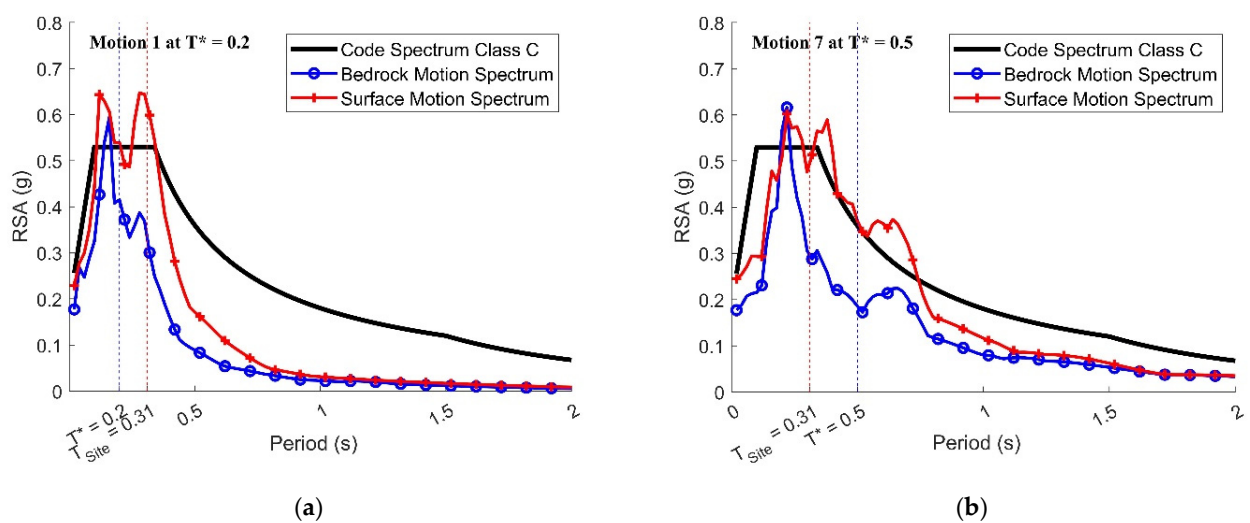 0.8
0.7
0.6
0.5
0.4
0.3
0.2
0.1
0
RSA (g)
Motion 1 at T* = 0.2
Code Spectrum Class C
Bedrock Motion Spectrum
Surface Motion Spectrum
T* = 0.2
T Site = 0.31
0.5
1
1.5
2
Period (s)
(a)
0.8
0.7
0.6
0.5
0.4
0.3
0.2
0.1
0
RSA (g)
Motion 7 at T* = 0.5
Code Spectrum Class C
Bedrock Motion Spectrum
Surface Motion Spectrum
0
T Site = 0.31
T* = 0.5
1
1.5
2
Period (s)
(b)